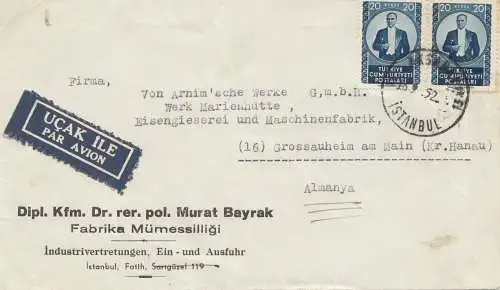 20 KURUŞ 20
TÜRKİYE
CUMHURİYETİ
POSTALARI
20 KURUŞ 20
TÜRKİYE
CUMHURİYETİ
POSTALARI
52
İSTANBUL
Firma,
Von Arnim'sche Werke G.m.b.H.
Werk Marienhütte,
Eisengieserei und Maschinenfabrik,
(16) Grossauheim am Main (Kr.Hanau)
Almanya
UÇAK İLE
PAR AVION
Dipl. Kfm. Dr. rer. pol. Murat Bayrak
Fabrika Mümessilliği
Industrivertretungen, Ein - und Ausfuhr
İstanbul, Fatih, Sarıgüzel 119